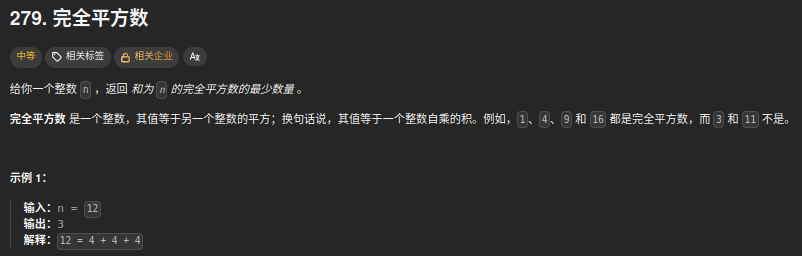 279. 完全平方数
中等 相关标签 相关企业 Aあ
给你一个整数 n ，返回 和为 n 的完全平方数的最少数量 。
完全平方数 是一个整数，其值等于另一个整数的平方；换句话说，其值等于一个整数自乘的积。例如，1、4、9 和 16 都是完全平方数，而 3 和 11 不是。
示例 1：
输入：n = 12
输出：3
解释：12 = 4 + 4 + 4